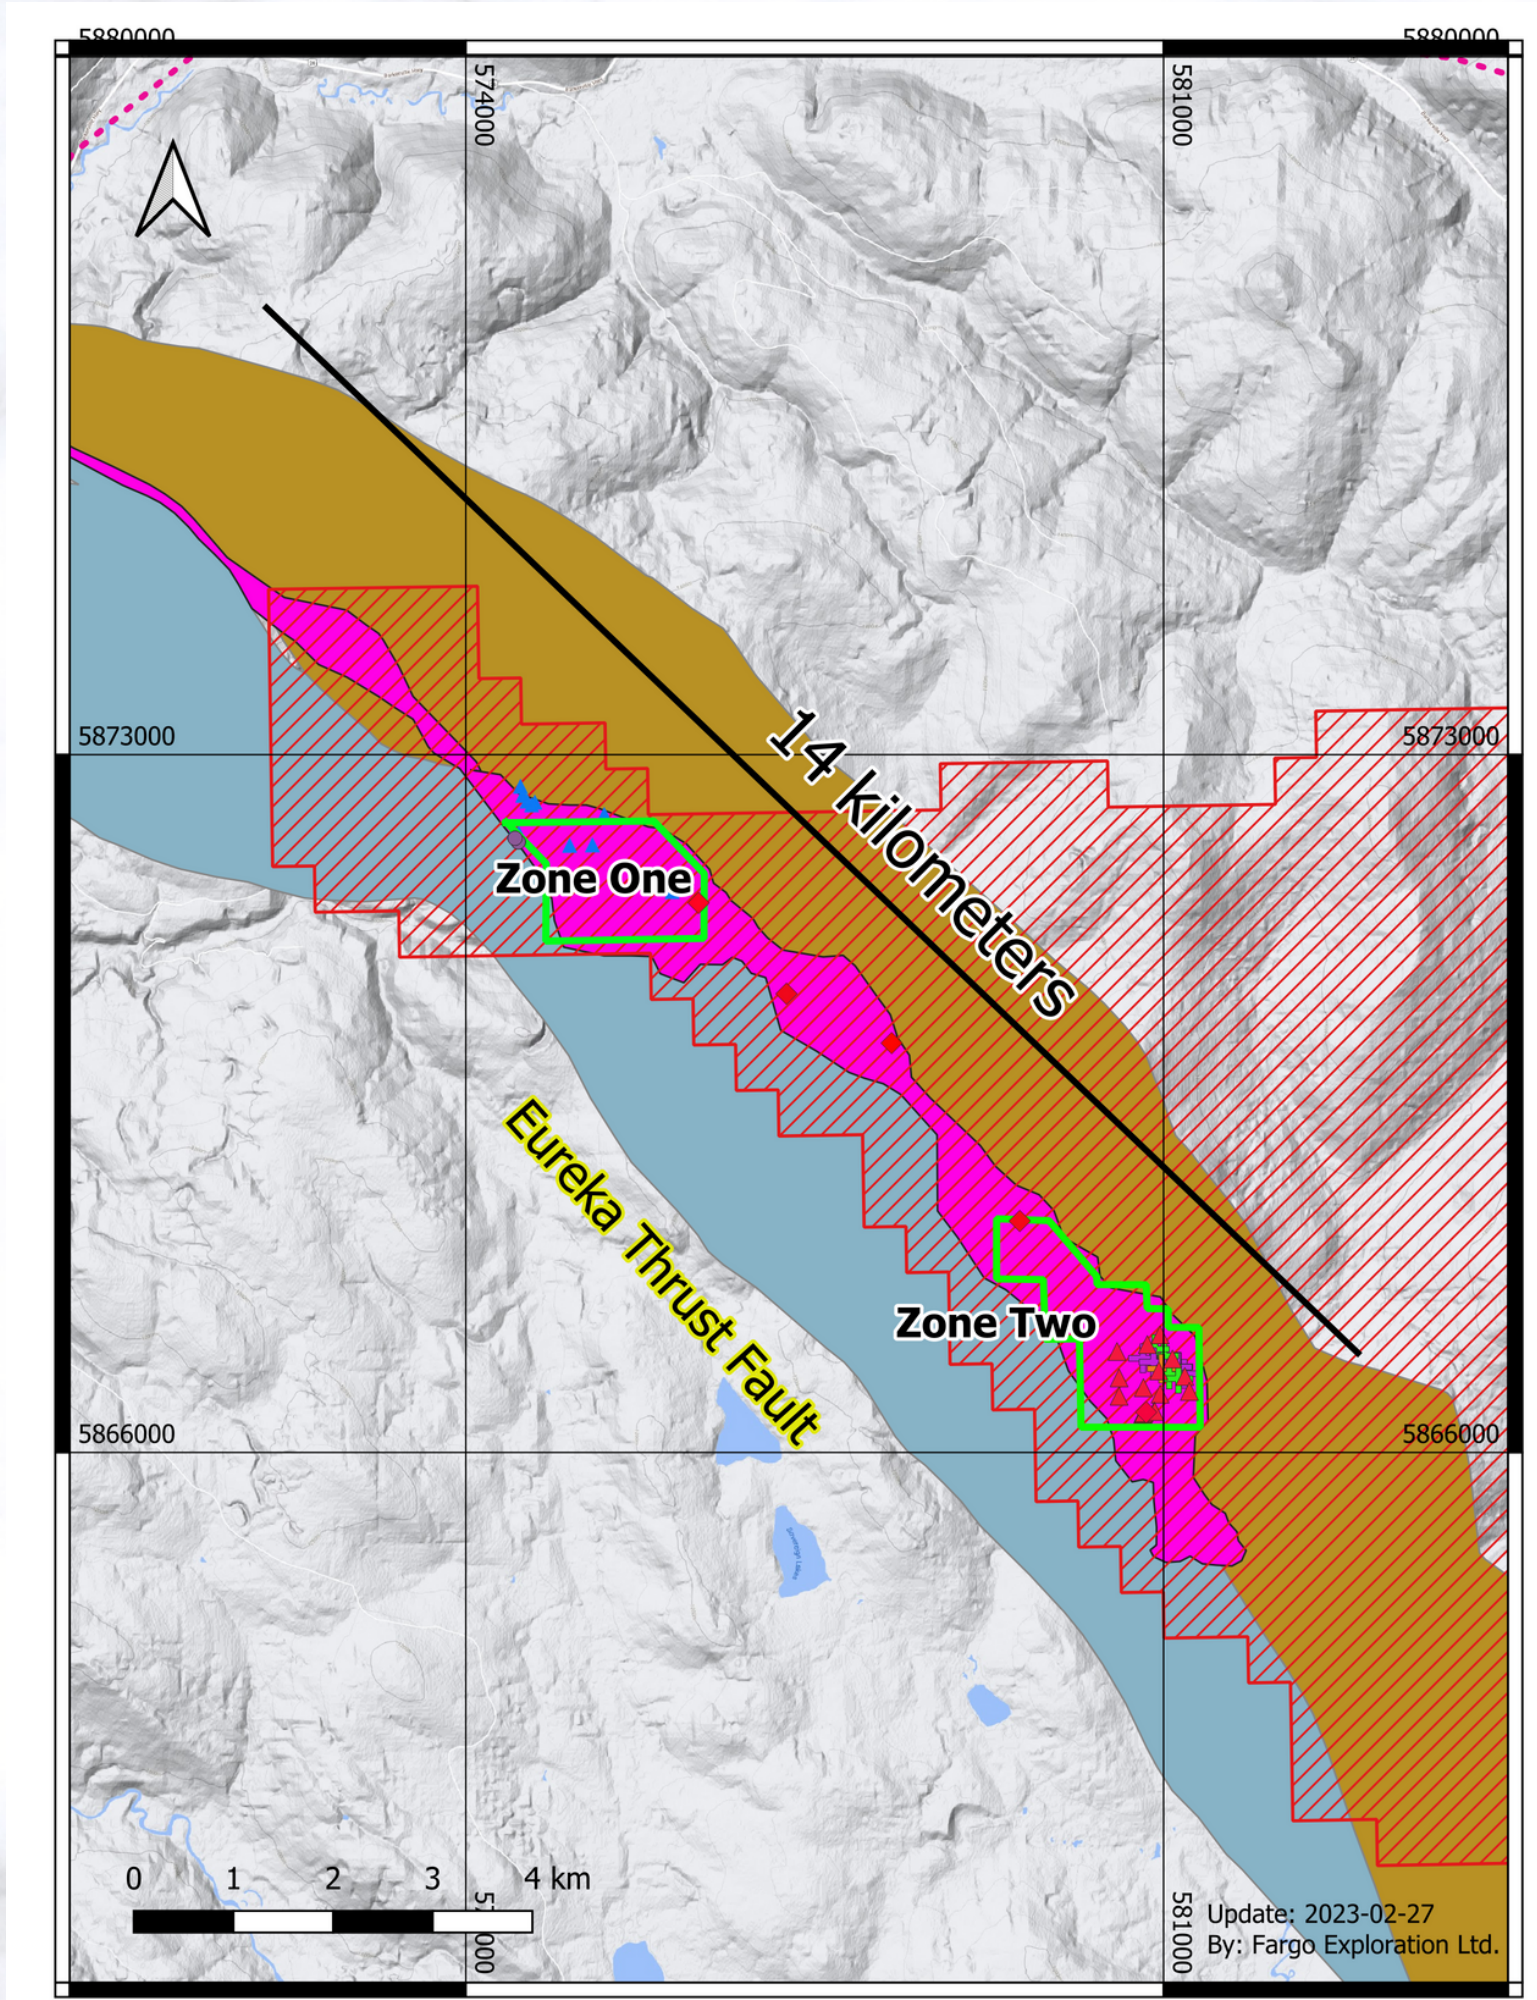 5880000
5880000
574000
581000
14 kilometers
5873000
5873000
Zone One
Eureka Thrust Fault
Zone Two
5866000
5866000
0 1 2 3 4 km
581000
Update: 2023-02-27
By: Fargo Exploration Ltd.